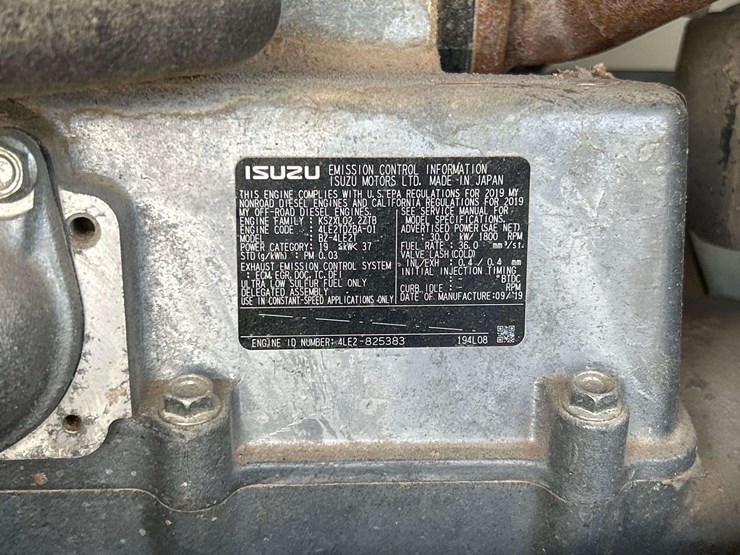 ISUZU EMISSION CONTROL INFORMATION
ISUZU MOTORS LTD. MADE IN JAPAN
THIS ENGINE COMPLIES WITH U.S.EPA REGULATIONS FOR 2019 MY
NONROAD DIESEL ENGINES AND CALIFORNIA REGULATIONS FOR 2019
MY OFF-ROAD DIESEL ENGINES.
ENGINE FAMILY : KSZXL02.2ZTB
ENGINE CODE : 4LE2TDZBA-01
MODEL : BZ-4LE2T
POWER CATEGORY : 19 ≤kW< 37
STD (g/kWh) : PM 0.03
EXHAUST EMISSION CONTROL SYSTEM
: ECM,EGR,DOC,TC,DFI
ULTRA LOW SULFUR FUEL ONLY
DELEGATED ASSEMBLY
USE IN CONSTANT-SPEED APPLICATIONS ONLY
SEE SERVICE MANUAL FOR
MODEL DISPLACEMENT.
ADVERTISED POWER (SAE NET)
: 30.0 kW/ 1800 RPM
FUEL RATE : 36.0 mm³/st.
VALVE LASH (COLD)
INL/EXH : 0.4 / 0.4 mm
INITIAL INJECTION TIMING
: - °BTDC
CURB IDLE : - RPM
DATE OF MANUFACTURE:09/'19
ENGINE ID NUMBER: 4LE2-825383 194L08